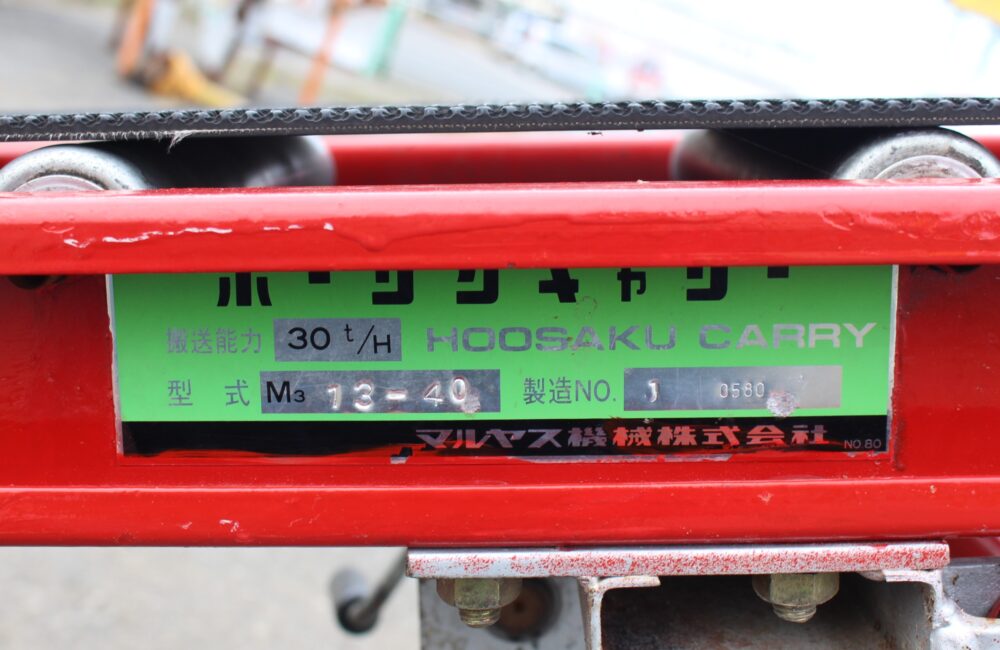 ホーサクキャリー
搬送能力 30 t/H HOOSAKU CARRY
型式 M3 13-40 製造NO. J 0580
マルヤス機械株式会社 NO 80